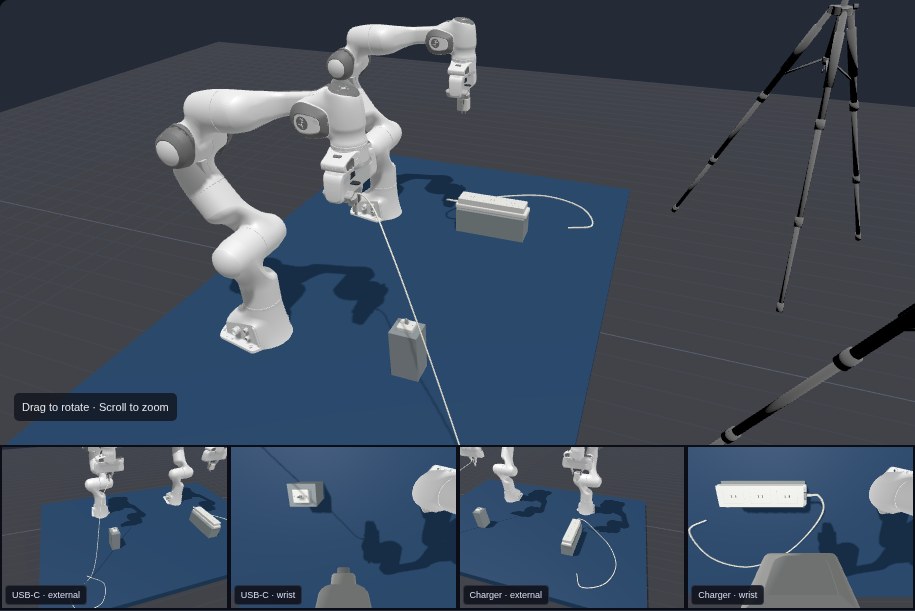 Drag to rotate · Scroll to zoom
USB-C · external
USB-C · wrist
Charger · external
Charger · wrist